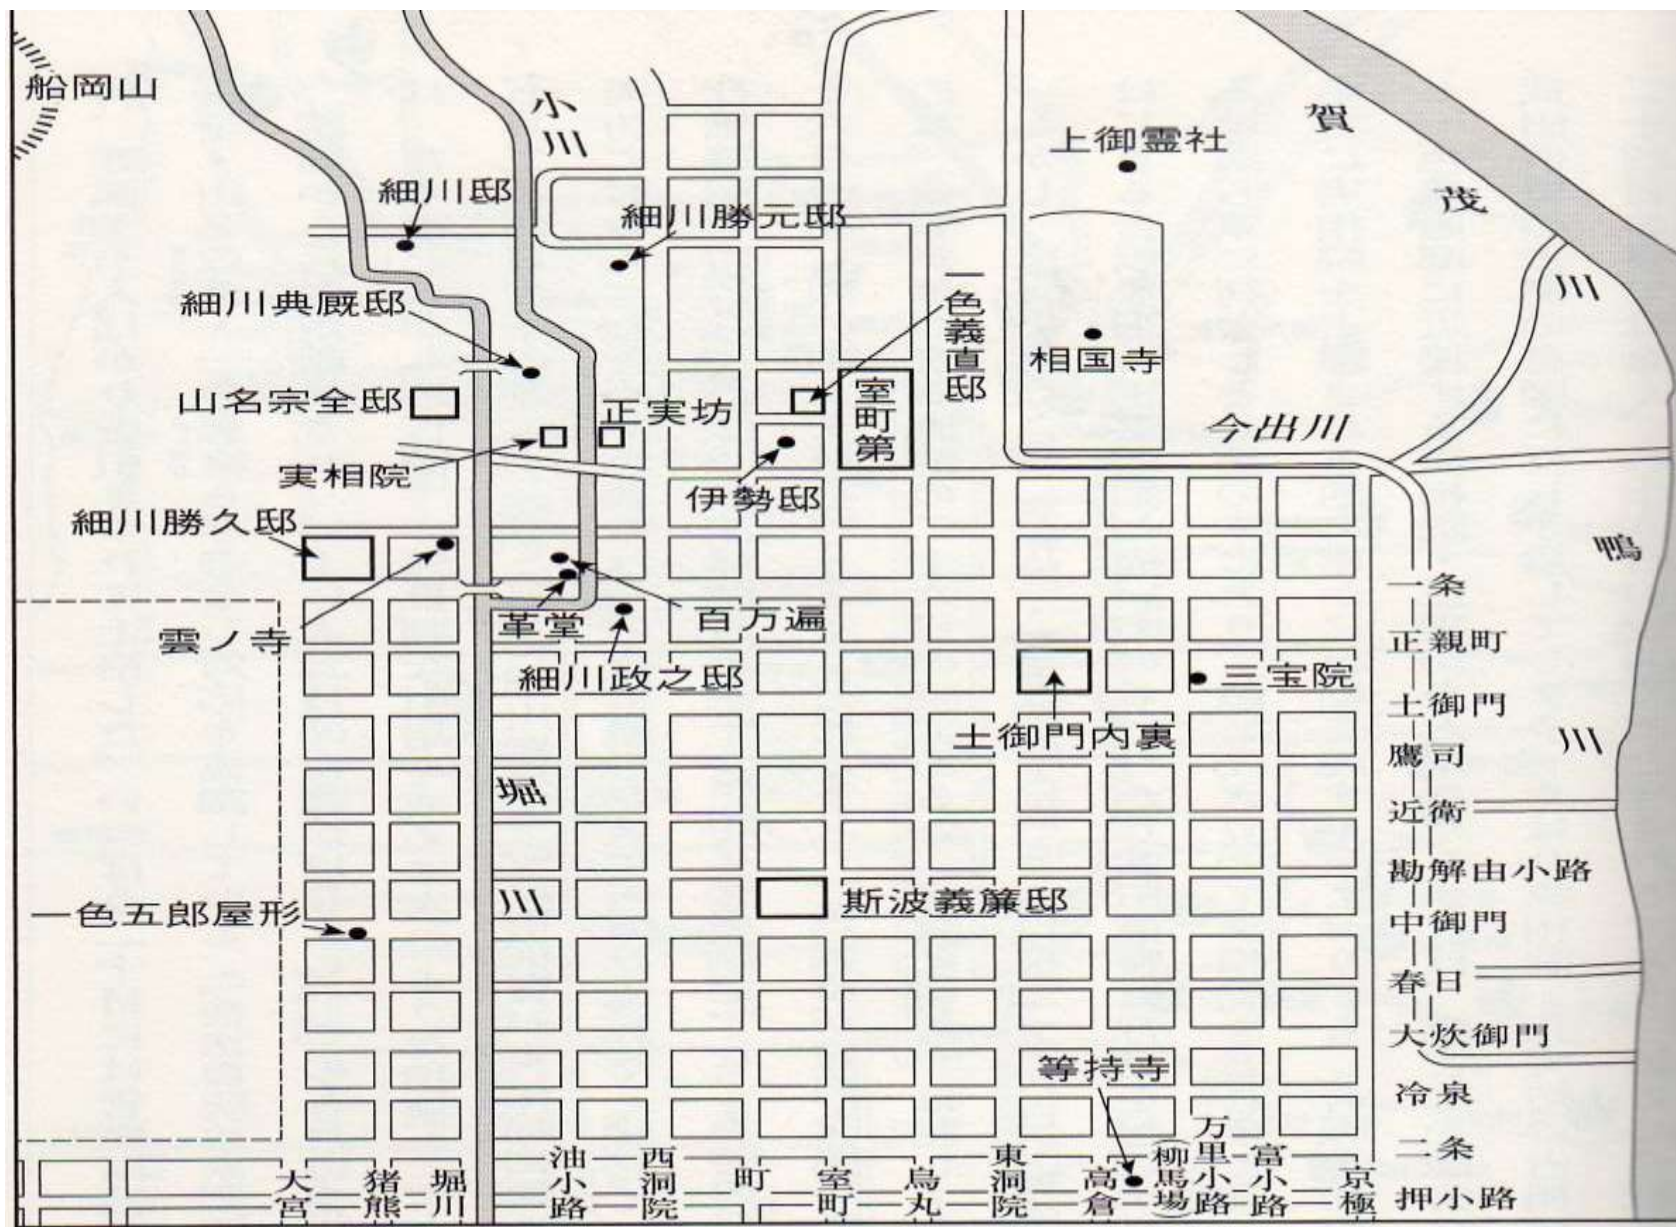 船岡山
小川
賀茂川
上御霊社
細川邸
細川勝元邸
細川典厩邸
一色義直邸
相国寺
山名宗全邸
正実坊
室町第
今出川
実相院
伊勢邸
細川勝久邸
鴨川
一条
雲ノ寺
革堂
百万遍
正親町
細川政之邸
三宝院
土御門
土御門内裏
鷹司
堀川
近衛
勘解由小路
一色五郎屋形
斯波義簾邸
中御門
春日
大炊御門
等持寺
冷泉
二条
押小路
大宮
猪熊
堀川
油小路
西洞院
町
室町
烏丸
東洞院
高倉
万里小路
(柳馬場)
富小路
京極